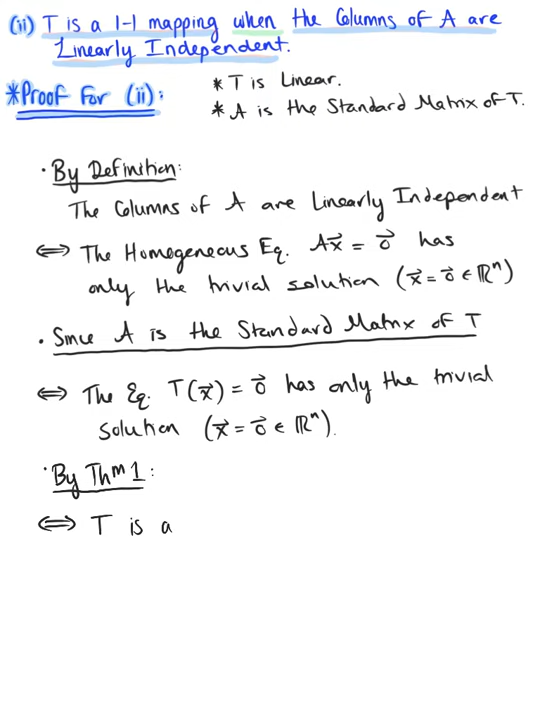 (ii) T is a 1-1 mapping when the Columns of A are
Linearly Independent.
*Proof For (ii):
* T is Linear.
* A is the Standard Matrix of T.
• By Definition:
The Columns of A are Linearly Independent
⟺ The Homogeneous Eq. Ax⃗ = 0⃗ has
only the trivial solution (x⃗ = 0⃗ ∈ ℝⁿ)
• Since A is the Standard Matrix of T
⟺ The Eq. T(x⃗) = 0⃗ has only the trivial
solution (x⃗ = 0⃗ ∈ ℝⁿ).
• By Thᵐ 1:
⟺ T is a